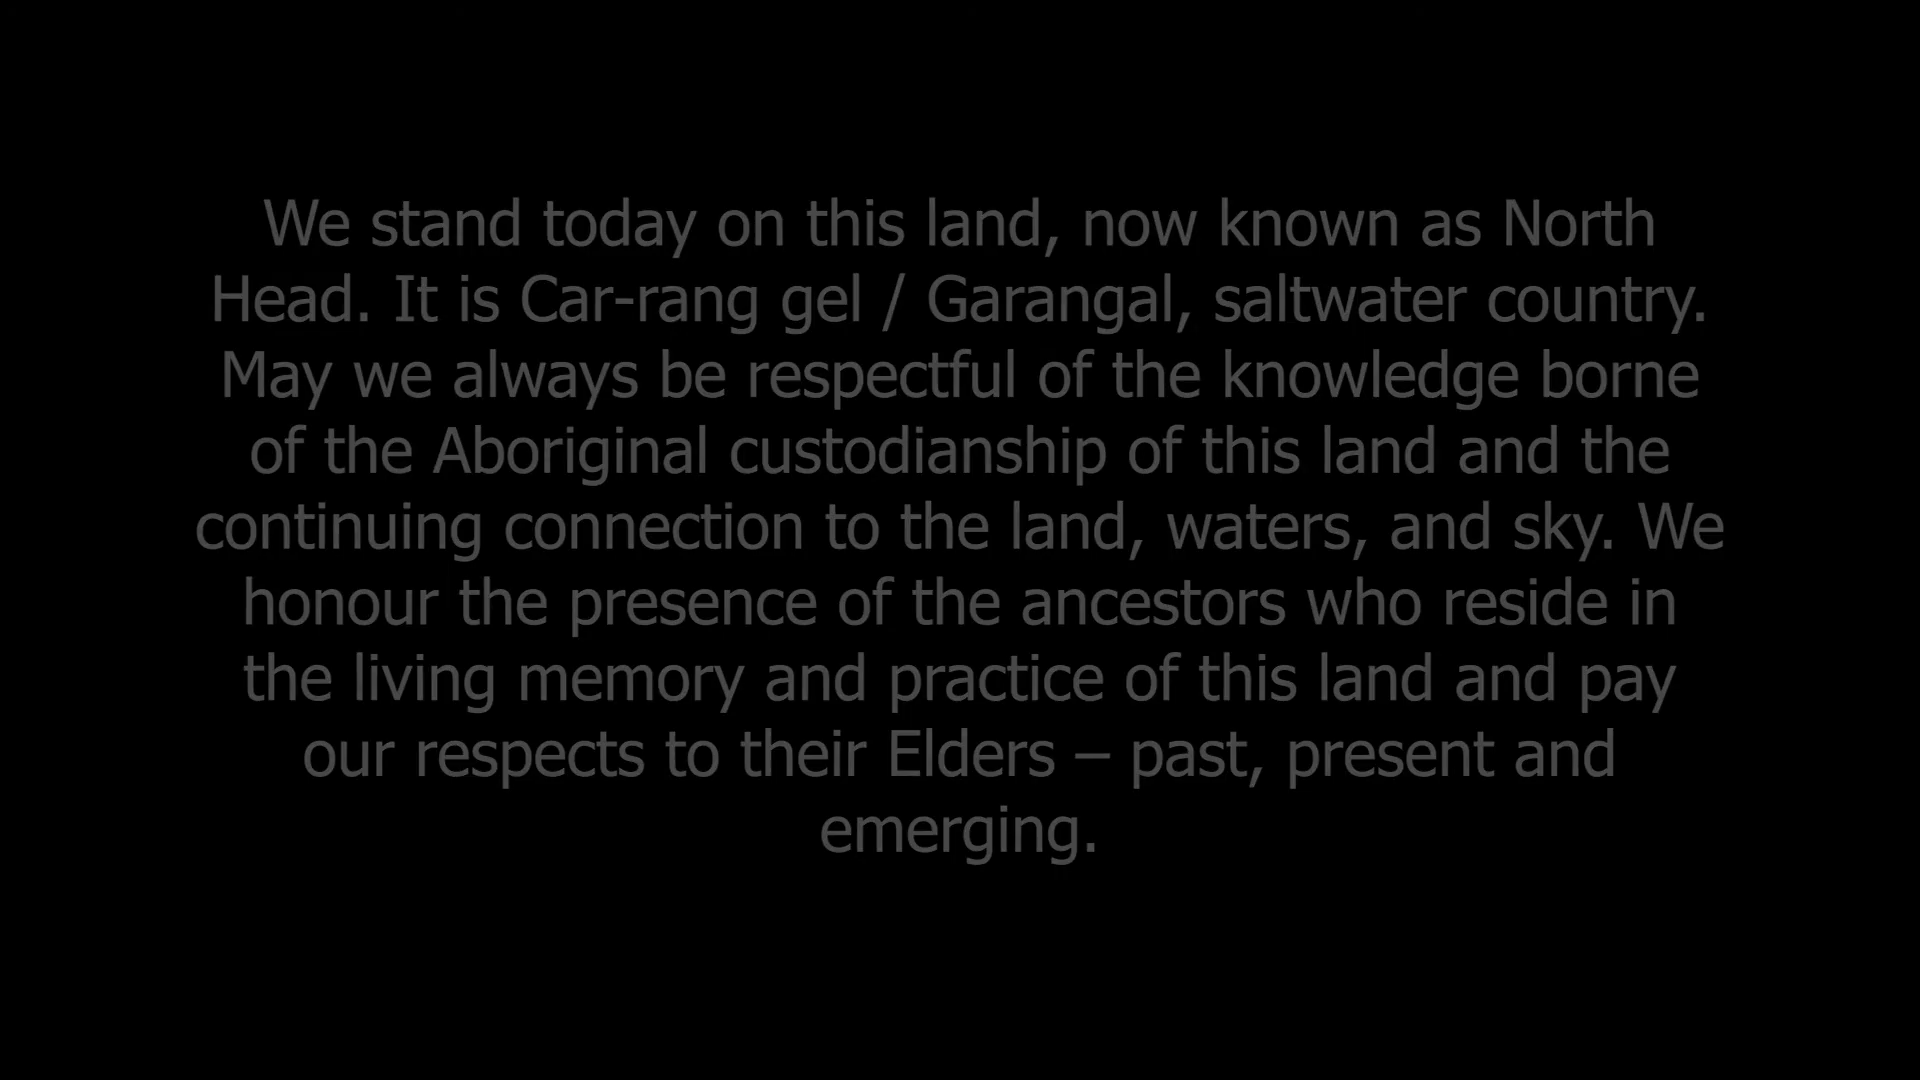 We stand today on this land, now known as North
Head. It is Car-rang gel / Garangal, saltwater country.
May we always be respectful of the knowledge borne
of the Aboriginal custodianship of this land and the
continuing connection to the land, waters, and sky. We
honour the presence of the ancestors who reside in
the living memory and practice of this land and pay
our respects to their Elders – past, present and
emerging.